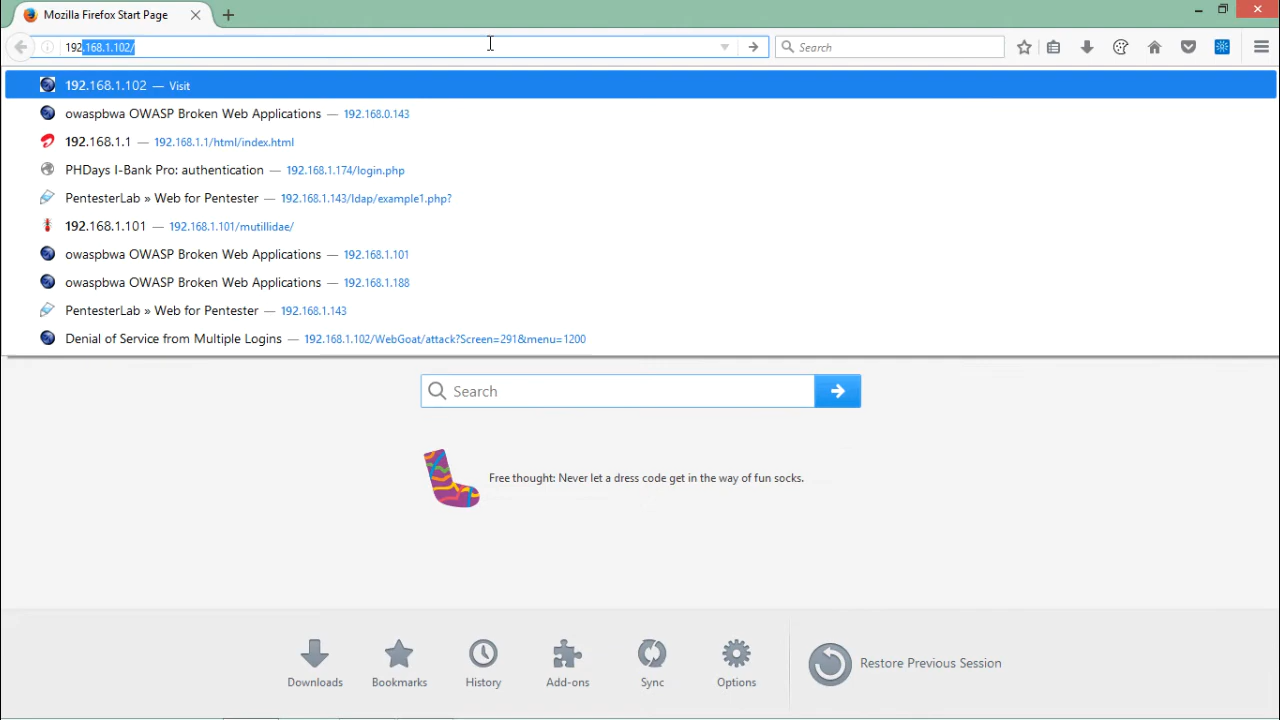 Mozilla Firefox Start Page
192.168.1.102/
Search
192.168.1.102 — Visit
owaspbwa OWASP Broken Web Applications — 192.168.0.143
192.168.1.1 — 192.168.1.1/html/index.html
PHDays I-Bank Pro: authentication — 192.168.1.174/login.php
PentesterLab » Web for Pentester — 192.168.1.143/ldap/example1.php?
192.168.1.101 — 192.168.1.101/mutillidae/
owaspbwa OWASP Broken Web Applications — 192.168.1.101
owaspbwa OWASP Broken Web Applications — 192.168.1.188
PentesterLab » Web for Pentester — 192.168.1.143
Denial of Service from Multiple Logins — 192.168.1.102/WebGoat/attack?Screen=291&menu=1200
Search
Free thought: Never let a dress code get in the way of fun socks.
Downloads
Bookmarks
History
Add-ons
Sync
Options
Restore Previous Session